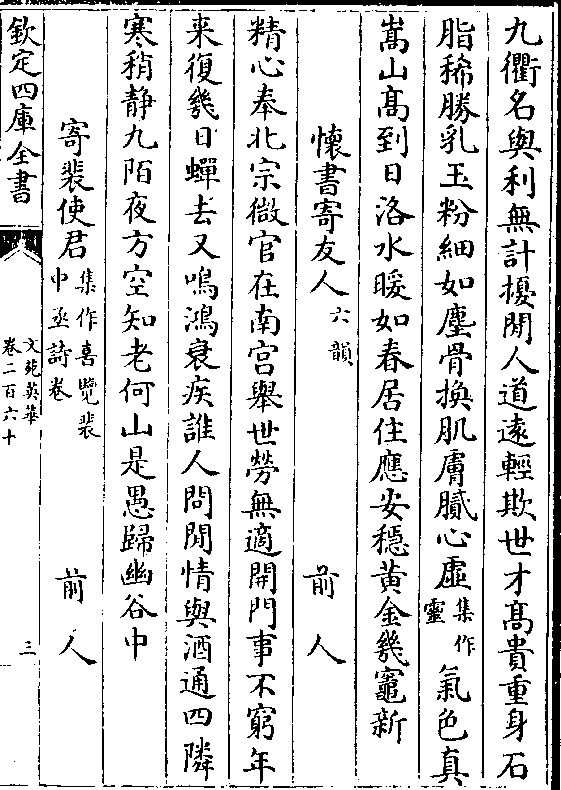 九衢名與利無計擾閒人道遠輕欺世才髙貴重身石
脂稀勝乳玉粉細如塵骨換肌膚膩心虛集作靈氣色真
嵩山髙到日洛水暖如春居住應安穩黄金幾竈新
懐書寄友人六韻 前人
精心奉北宗微官在南宫舉世勞無適開門事不窮年
来復幾日蟬去又鳴鴻衰疾誰人問閒情與酒通四隣
寒稍静九陌夜方空知老何山是愚歸幽谷中
寄裴使君集作喜覽裴中丞詩卷 前人
欽定四庫全書
文苑英華
卷二百六十
三